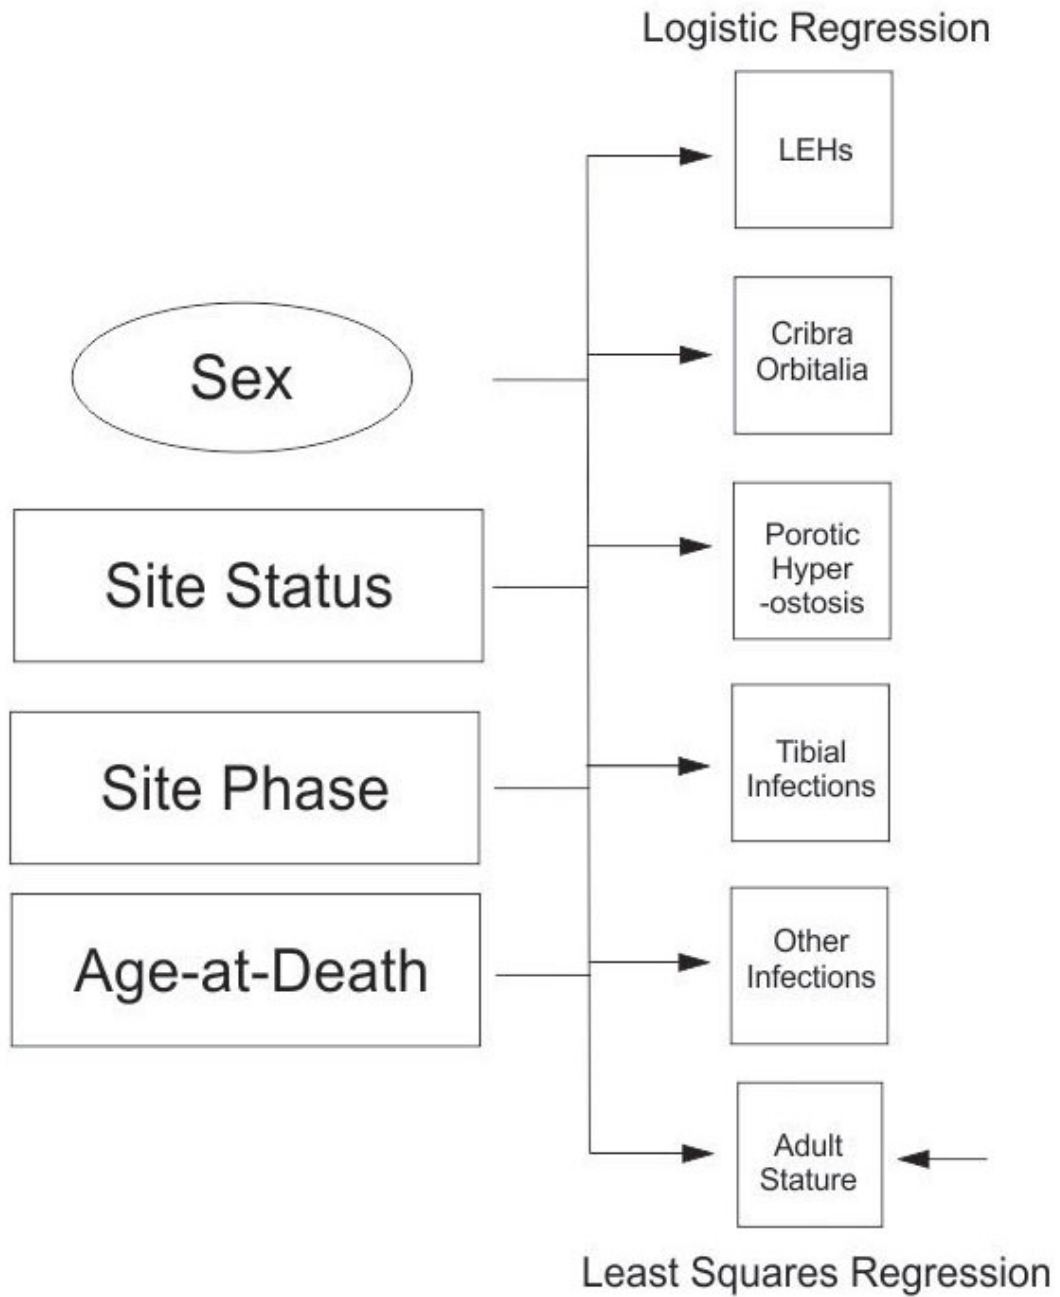 Logistic Regression
LEHs
Cribra
Orbitalia
Sex
Porotic
Hyper
-ostosis
Site Status
Tibial
Infections
Site Phase
Other
Infections
Age-at-Death
Adult
Stature
Least Squares Regression